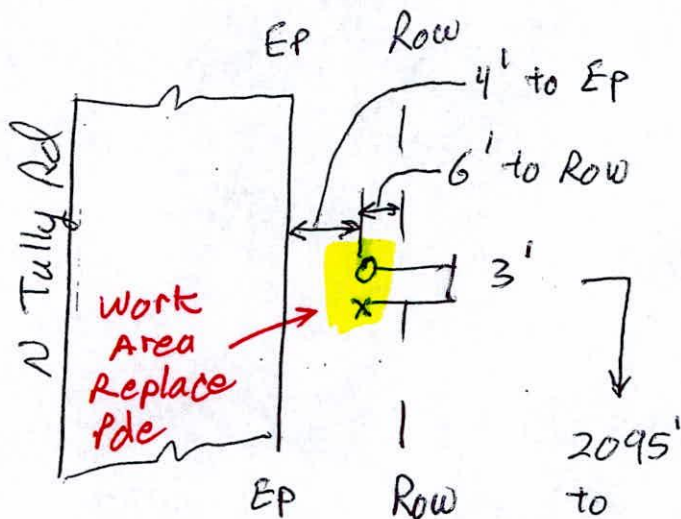 EP Row
4' to EP
6' to Row
N Tully Rd
O
3'
x
Work
Area
Replace
Pole
2095'
EP Row
to